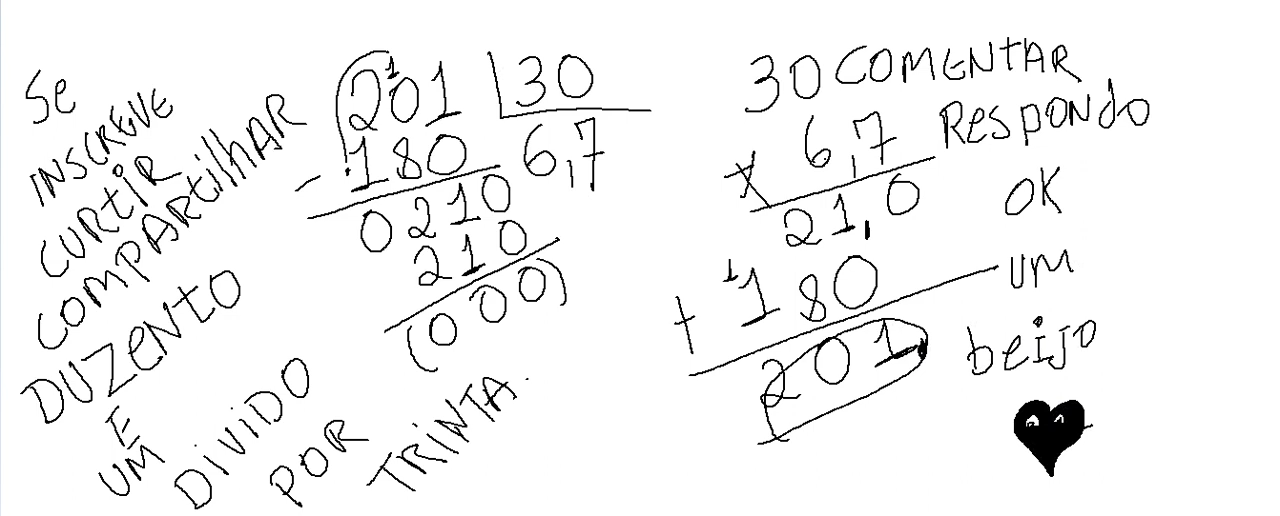 Se
INSCREVE
CURTIR
COMPARtilhAR
DUZENtO
E
UM
DiviDO
POR
TRINTA.
201 30
- 180 6,7
0210
210
(000)
30 COMENTAR
x 6,7 ResPONdo
21,0 OK
+ 180 UM
201, beijo